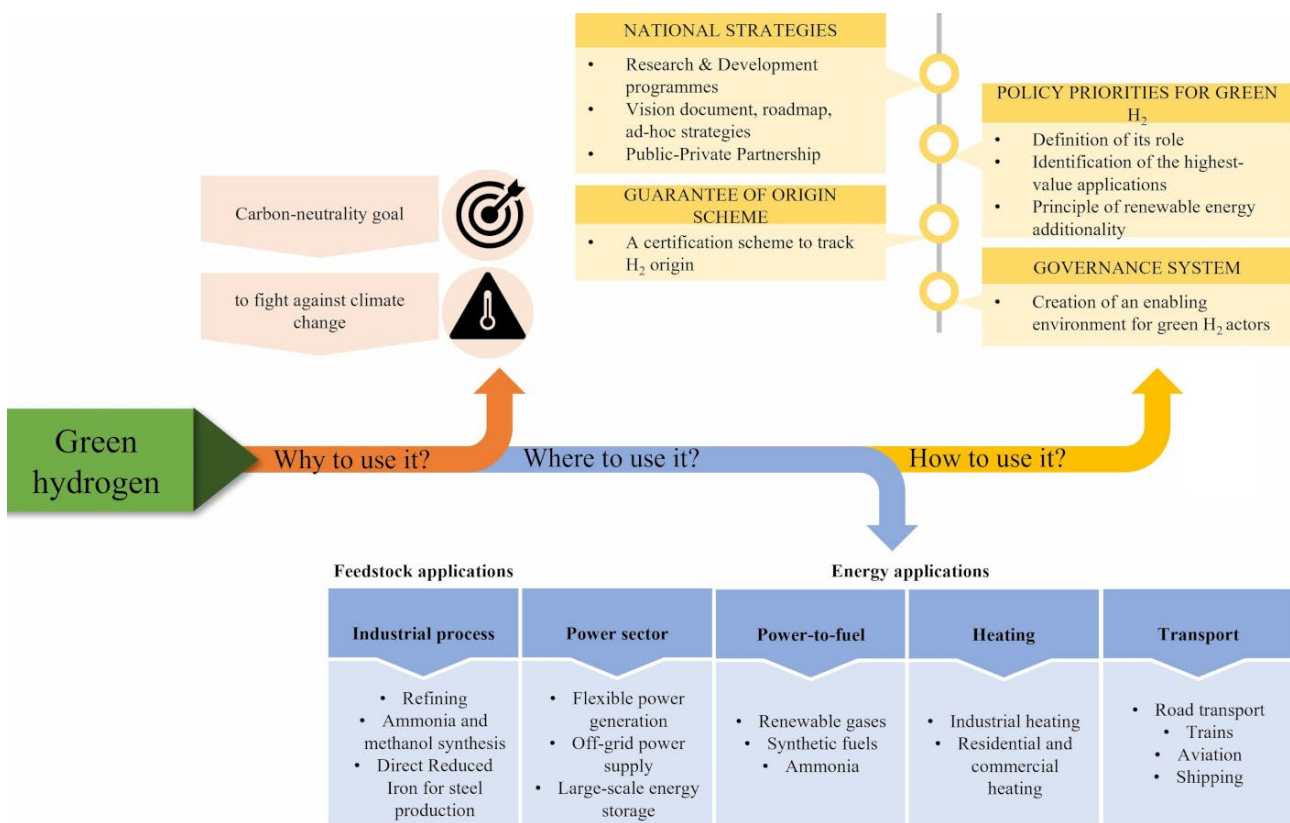 NATIONAL STRATEGIES
• Research & Development
programmes
• Vision document, roadmap,
ad-hoc strategies
• Public-Private Partnership
POLICY PRIORITIES FOR GREEN
H₂
• Definition of its role
• Identification of the highest-
value applications
• Principle of renewable energy
additionality
GUARANTEE OF ORIGIN
SCHEME
• A certification scheme to track
H₂ origin
GOVERNANCE SYSTEM
• Creation of an enabling
environment for green H₂ actors
Carbon-neutrality goal
to fight against climate
change
Green
hydrogen
Why to use it?
Where to use it?
How to use it?
Feedstock applications
Energy applications
Industrial process
• Refining
• Ammonia and
methanol synthesis
• Direct Reduced
Iron for steel
production
Power sector
• Flexible power
generation
• Off-grid power
supply
• Large-scale energy
storage
Power-to-fuel
• Renewable gases
• Synthetic fuels
• Ammonia
Heating
• Industrial heating
• Residential and
commercial
heating
Transport
• Road transport
• Trains
• Aviation
• Shipping